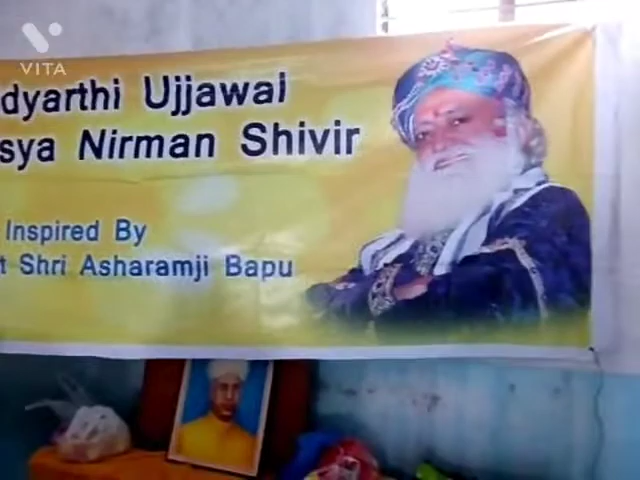 VITA
dyarthi Ujjawal
sya Nirman Shivir
Inspired By
t Shri Asharamji Bapu